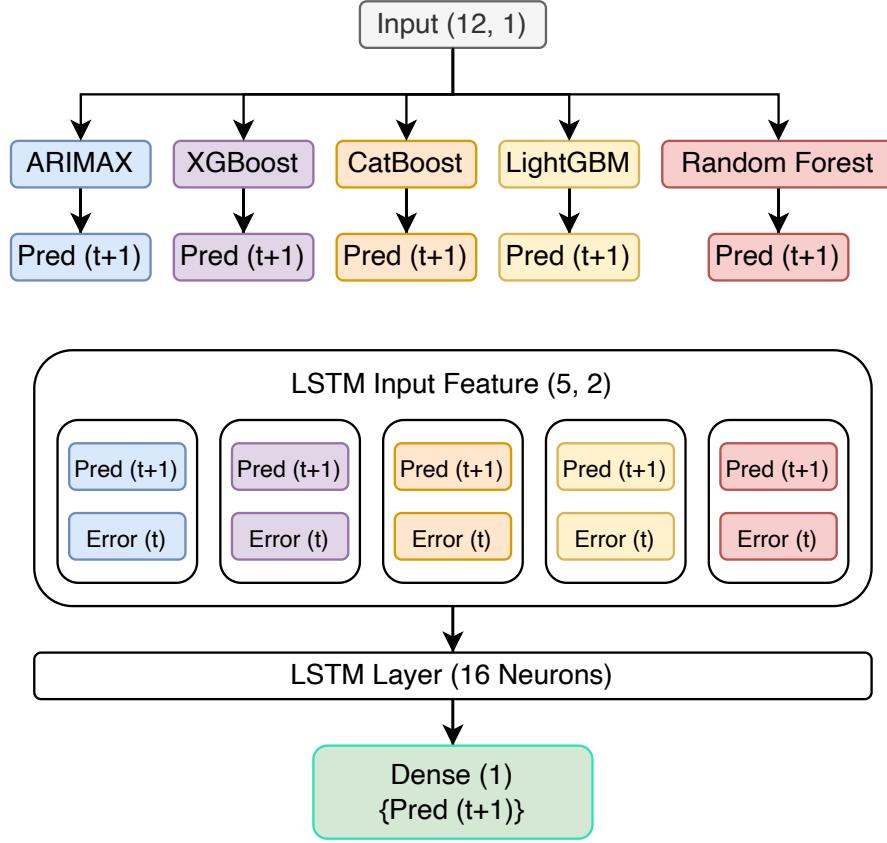 Input (12, 1)
ARIMAX
XGBoost
CatBoost
LightGBM
Random Forest
Pred (t+1)
Pred (t+1)
Pred (t+1)
Pred (t+1)
Pred (t+1)
LSTM Input Feature (5, 2)
Pred (t+1)
Pred (t+1)
Pred (t+1)
Pred (t+1)
Pred (t+1)
Error (t)
Error (t)
Error (t)
Error (t)
Error (t)
LSTM Layer (16 Neurons)
Dense (1)
{Pred (t+1)}